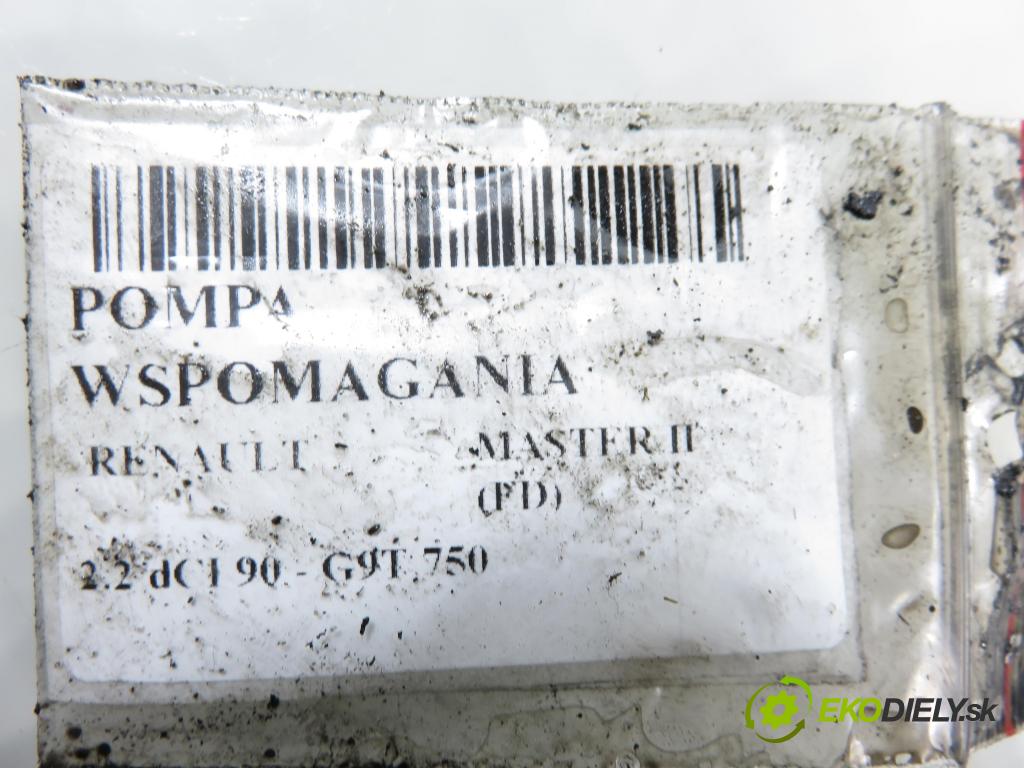 POMPA
WSPOMAGANIA
RENAULT MASTER II
(FD)
2.2 dCI 90 - G9T 750
EKODIELY.sk